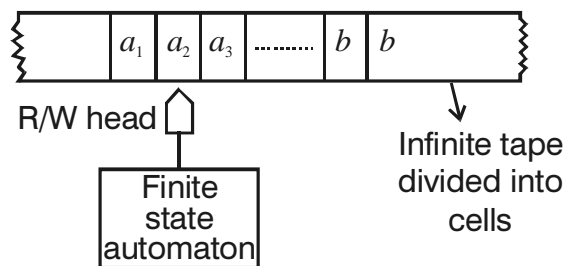 a₁ a₂ a₃ ......... b b
R/W head
Infinite tape
divided into
cells
Finite
state
automaton